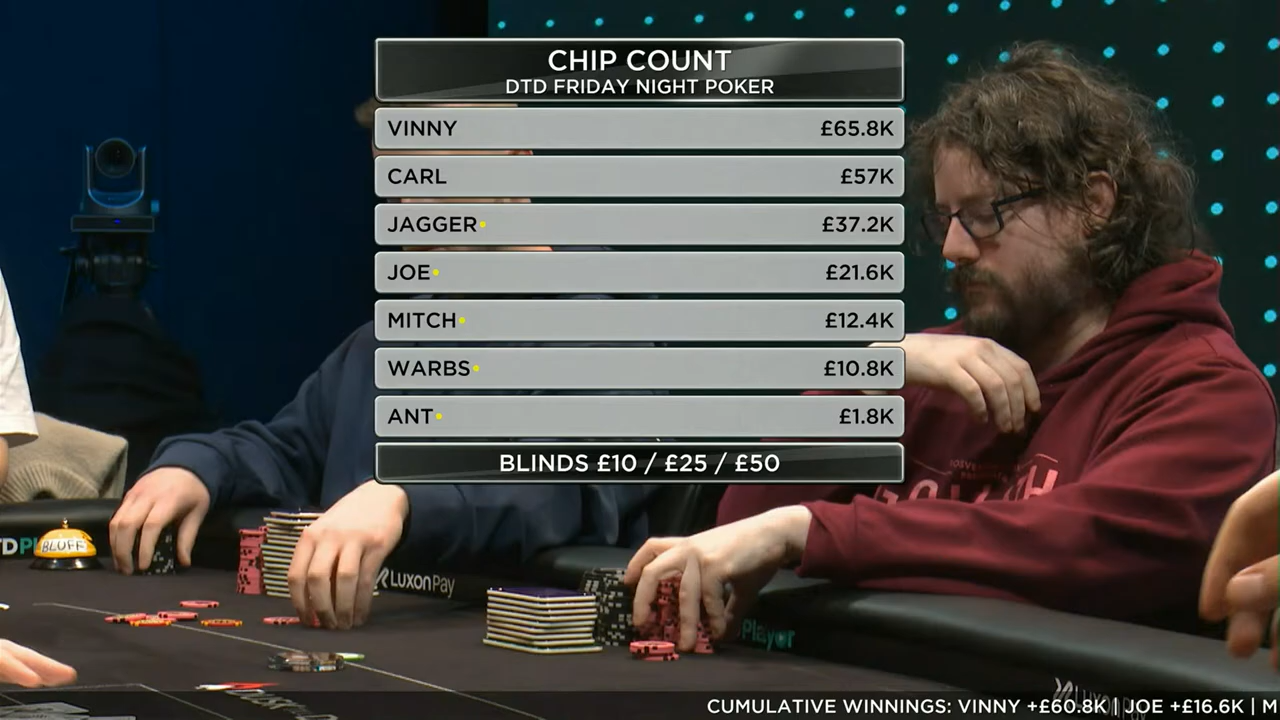 CHIP COUNT
DTD FRIDAY NIGHT POKER
VINNY £65.8K
CARL £57K
JAGGER £37.2K
JOE £21.6K
MITCH £12.4K
WARBS £10.8K
ANT £1.8K
BLINDS £10 / £25 / £50
BLUFF
LuxonPay
Player
CUMULATIVE WINNINGS: VINNY +£60.8K | JOE +£16.6K | M